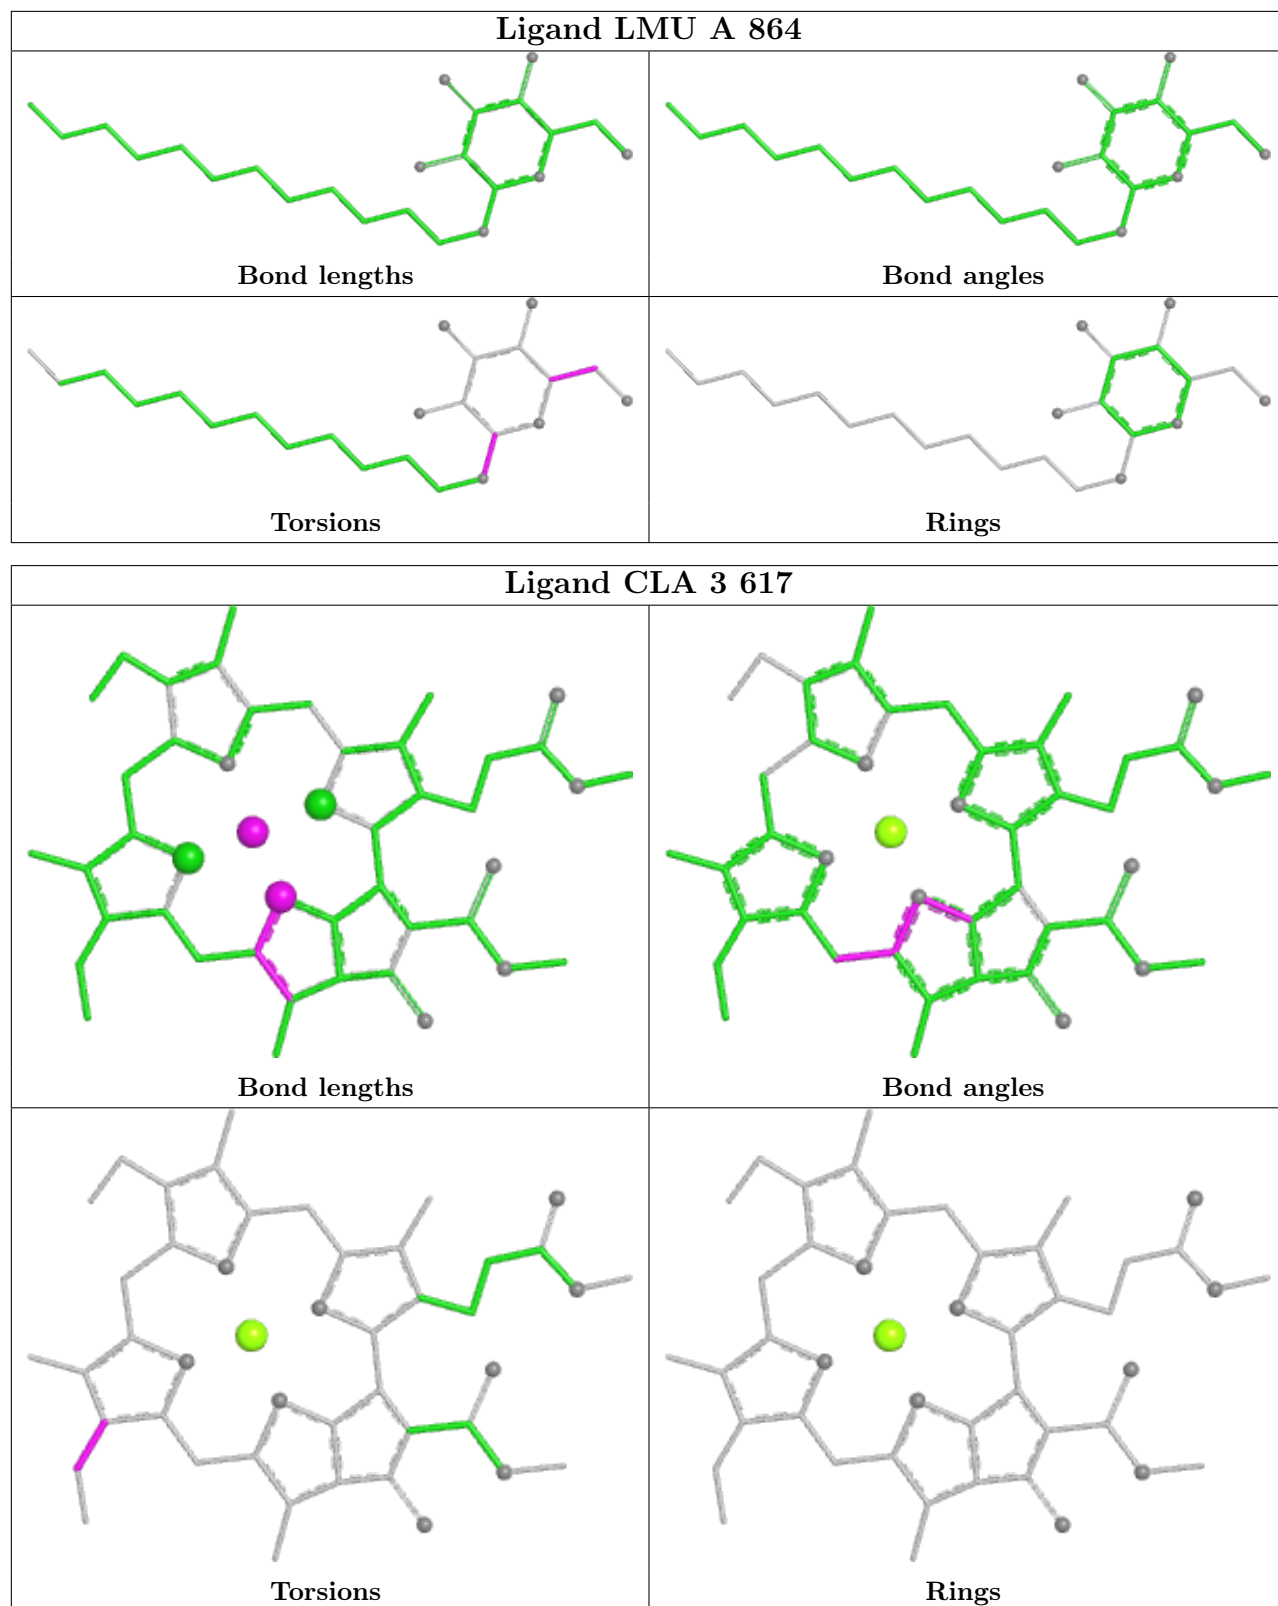 Ligand LMU A 864
Bond lengths
Bond angles
Torsions
Rings
Ligand CLA 3 617
Bond lengths
Bond angles
Torsions
Rings